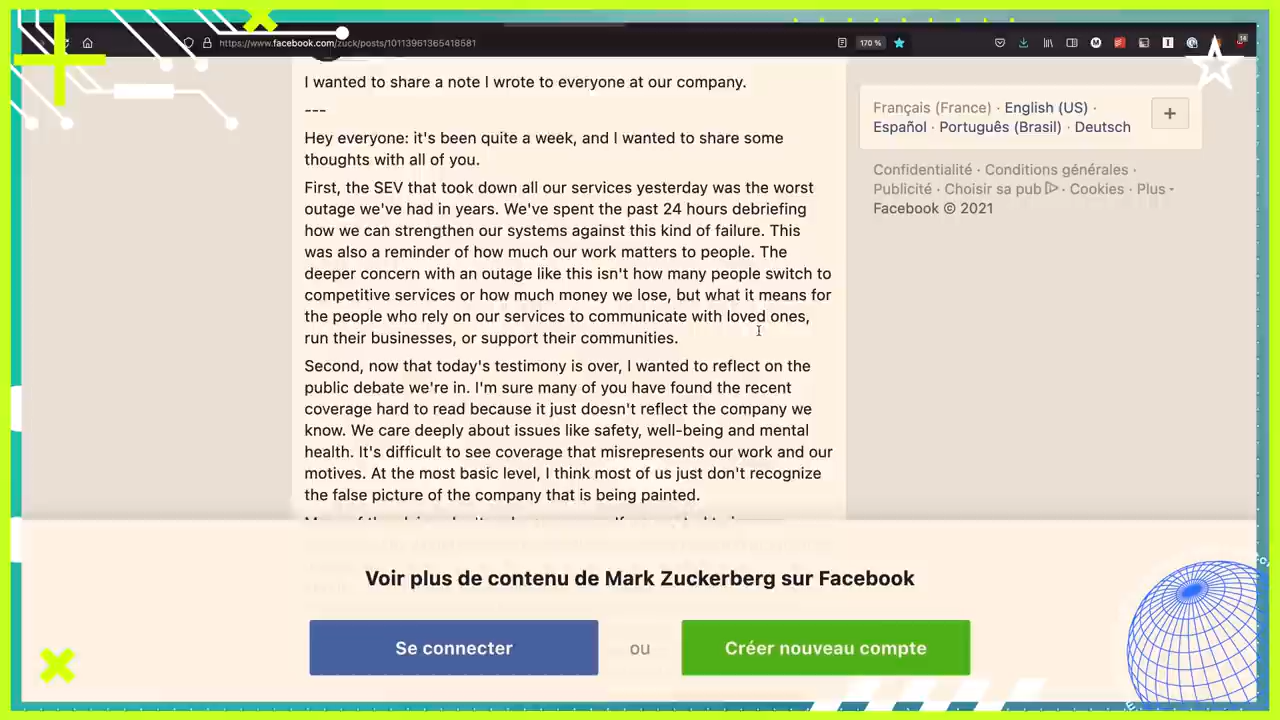 https://www.facebook.com/zuck/posts/10113961365418581
170 %
I wanted to share a note I wrote to everyone at our company.
---
Hey everyone: it's been quite a week, and I wanted to share some
thoughts with all of you.
First, the SEV that took down all our services yesterday was the worst
outage we've had in years. We've spent the past 24 hours debriefing
how we can strengthen our systems against this kind of failure. This
was also a reminder of how much our work matters to people. The
deeper concern with an outage like this isn't how many people switch to
competitive services or how much money we lose, but what it means for
the people who rely on our services to communicate with loved ones,
run their businesses, or support their communities.
Second, now that today's testimony is over, I wanted to reflect on the
public debate we're in. I'm sure many of you have found the recent
coverage hard to read because it just doesn't reflect the company we
know. We care deeply about issues like safety, well-being and mental
health. It's difficult to see coverage that misrepresents our work and our
motives. At the most basic level, I think most of us just don't recognize
the false picture of the company that is being painted.
Français (France) · English (US) ·
Español · Português (Brasil) · Deutsch
+
Confidentialité · Conditions générales ·
Publicité · Choisir sa pub · Cookies · Plus
Facebook © 2021
Voir plus de contenu de Mark Zuckerberg sur Facebook
Se connecter
ou
Créer nouveau compte